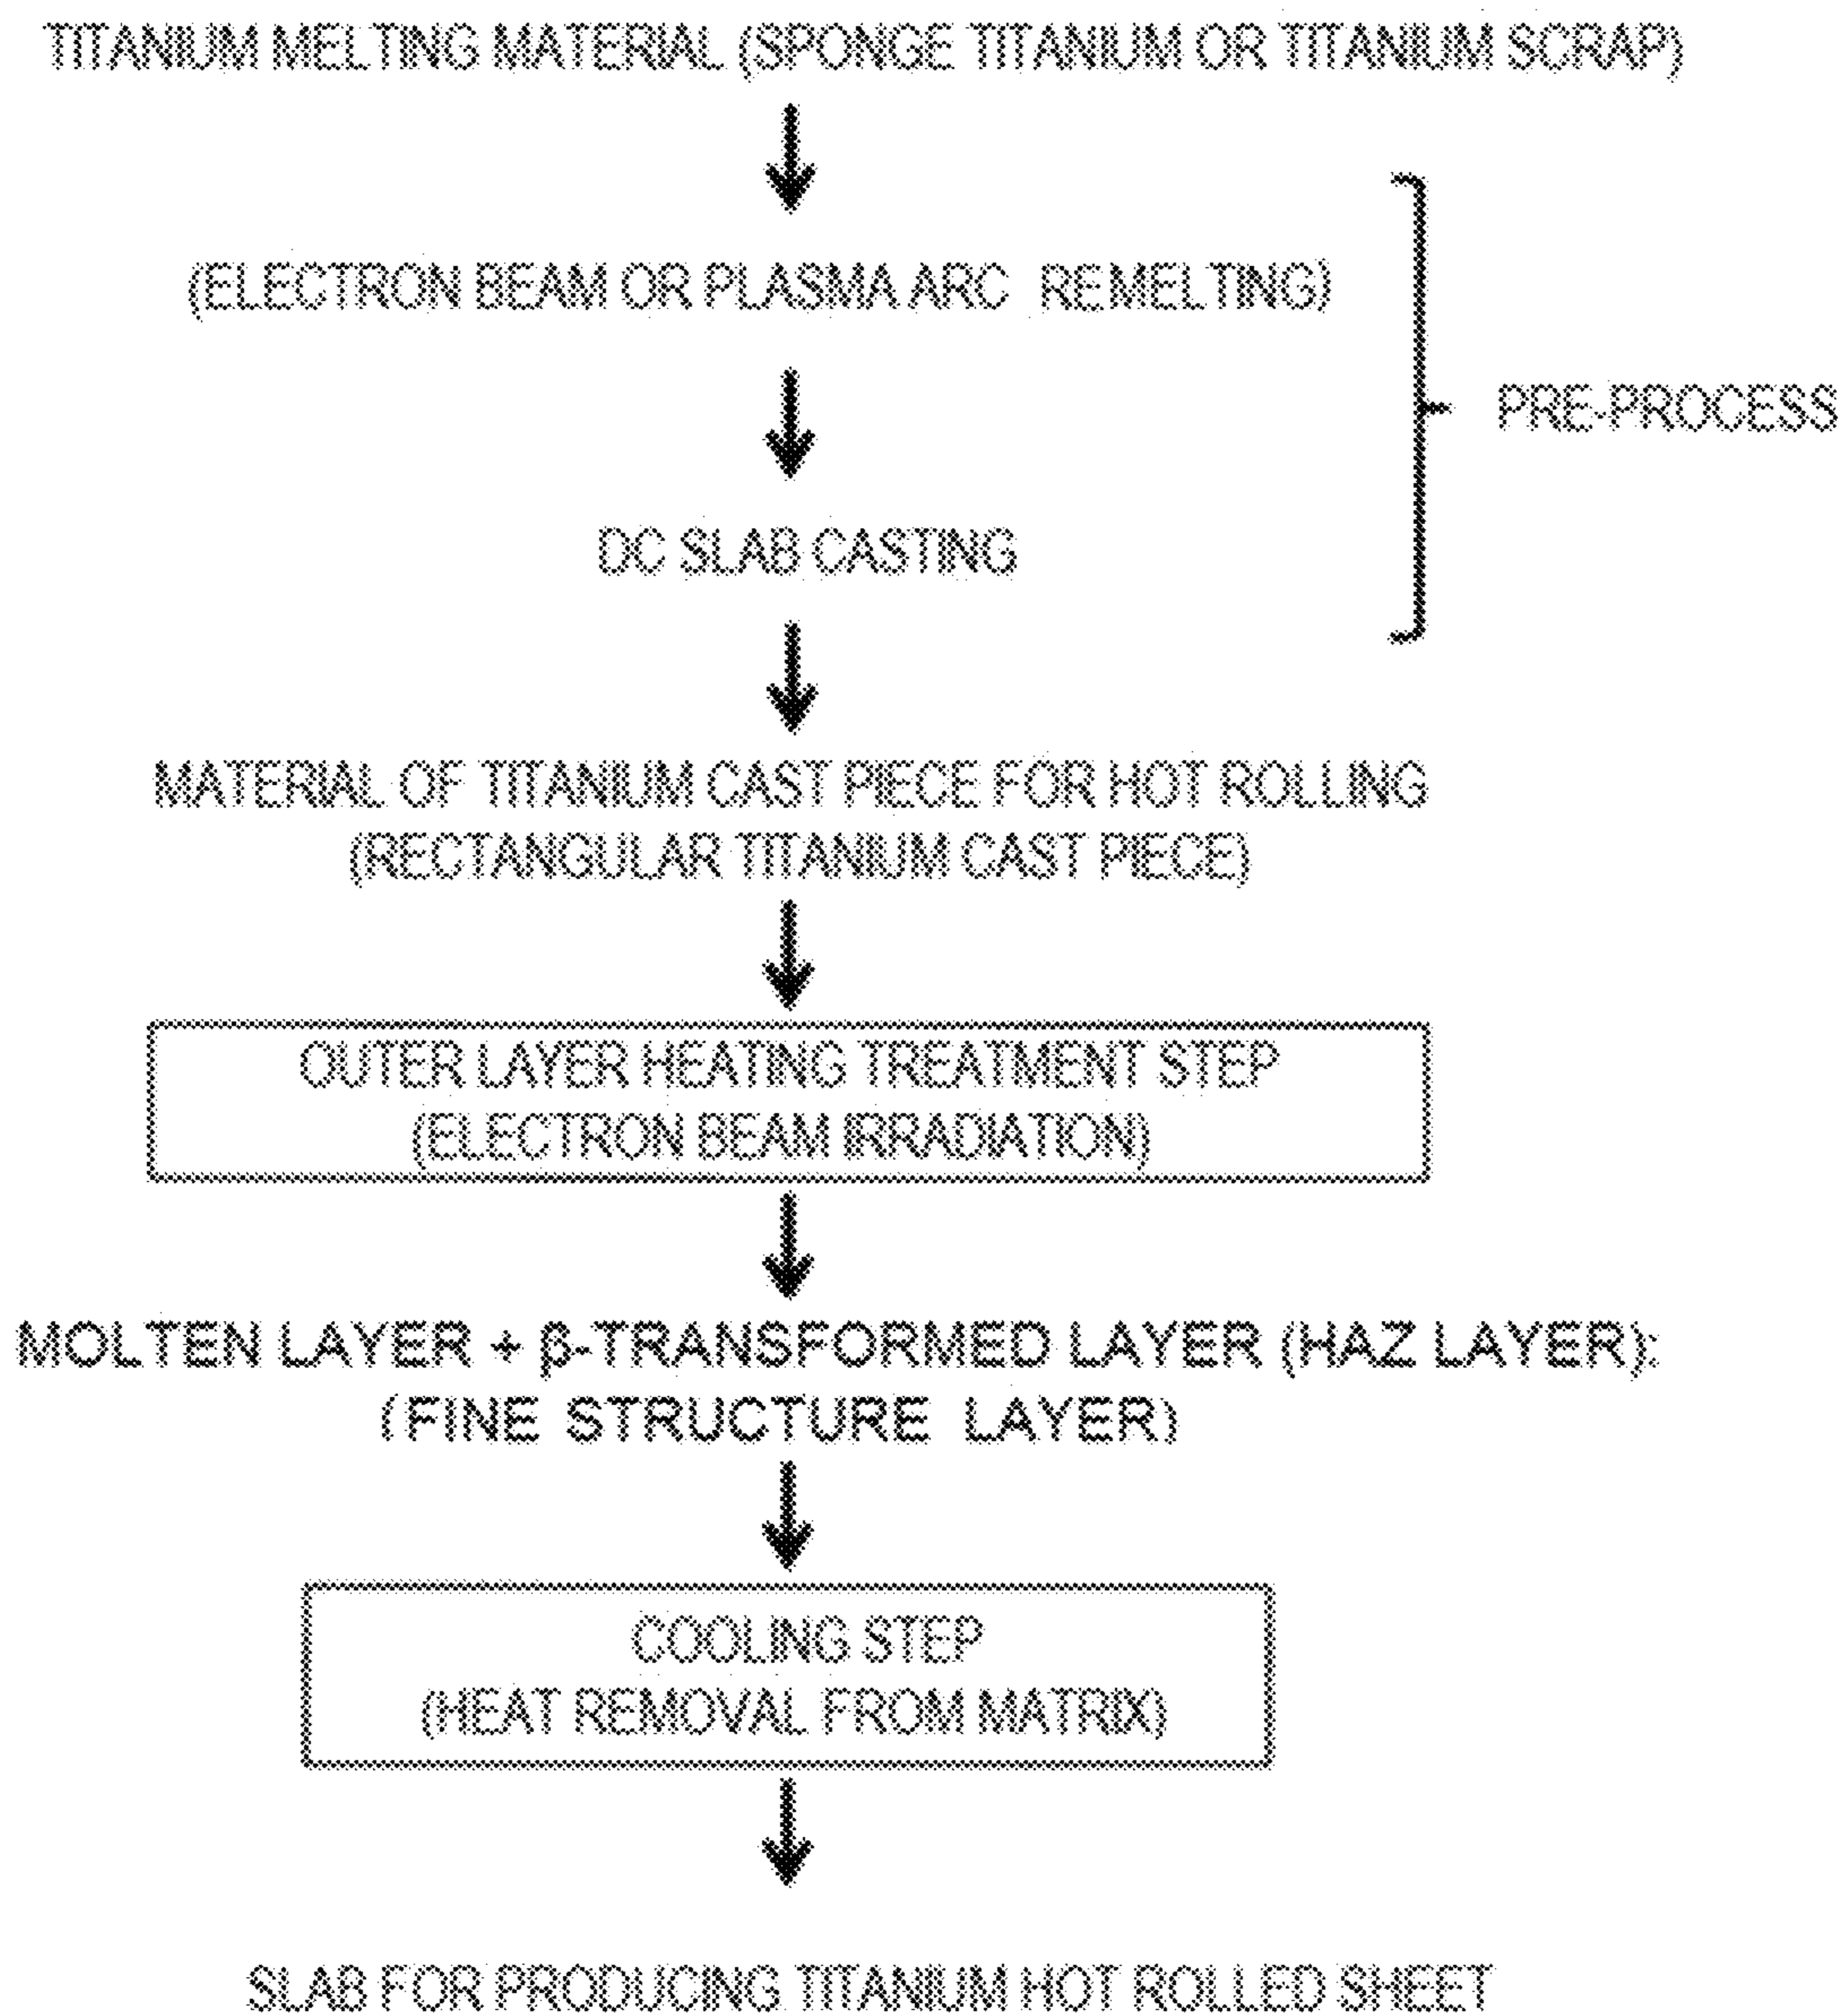 TITANIUM MELTING MATERIAL (SPONGE TITANIUM OR TITANIUM SCRAP)
(ELECTRON BEAM OR PLASMA ARC REMELTING)
PRE-PROCESS
DC SLAB CASTING
MATERIAL OF TITANIUM CAST PIECE FOR HOT ROLLING
(RECTANGULAR TITANIUM CAST PIECE)
OUTER LAYER HEATING TREATMENT STEP
(ELECTRON BEAM IRRADIATION)
MOLTEN LAYER + β-TRANSFORMED LAYER (HAZ LAYER):
(FINE STRUCTURE LAYER)
COOLING STEP
(HEAT REMOVAL FROM MATRIX)
SLAB FOR PRODUCING TITANIUM HOT ROLLED SHEET